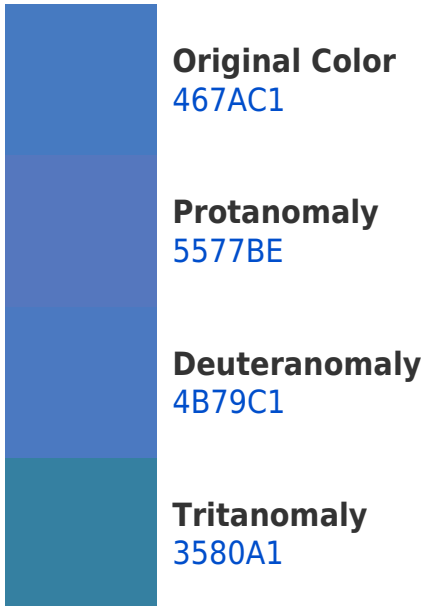 Original Color
467AC1
Protanomaly
5577BE
Deuteranomaly
4B79C1
Tritanomaly
3580A1